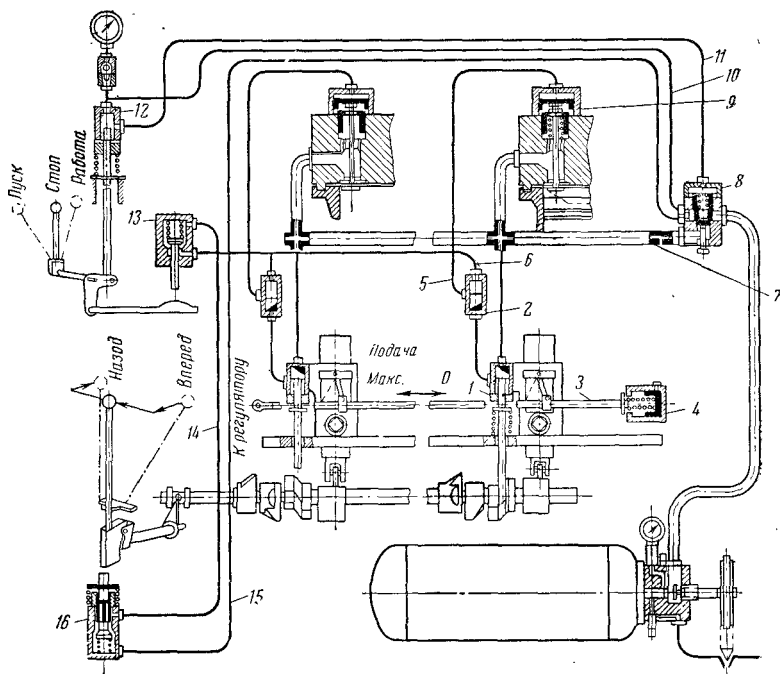 11
10
12
9
Пуск
Стоп
Работа
8
13
6
5
7
2
Подача
Макс.
0
1
3
4
К регулятору
Назад
Вперед
14
15
16